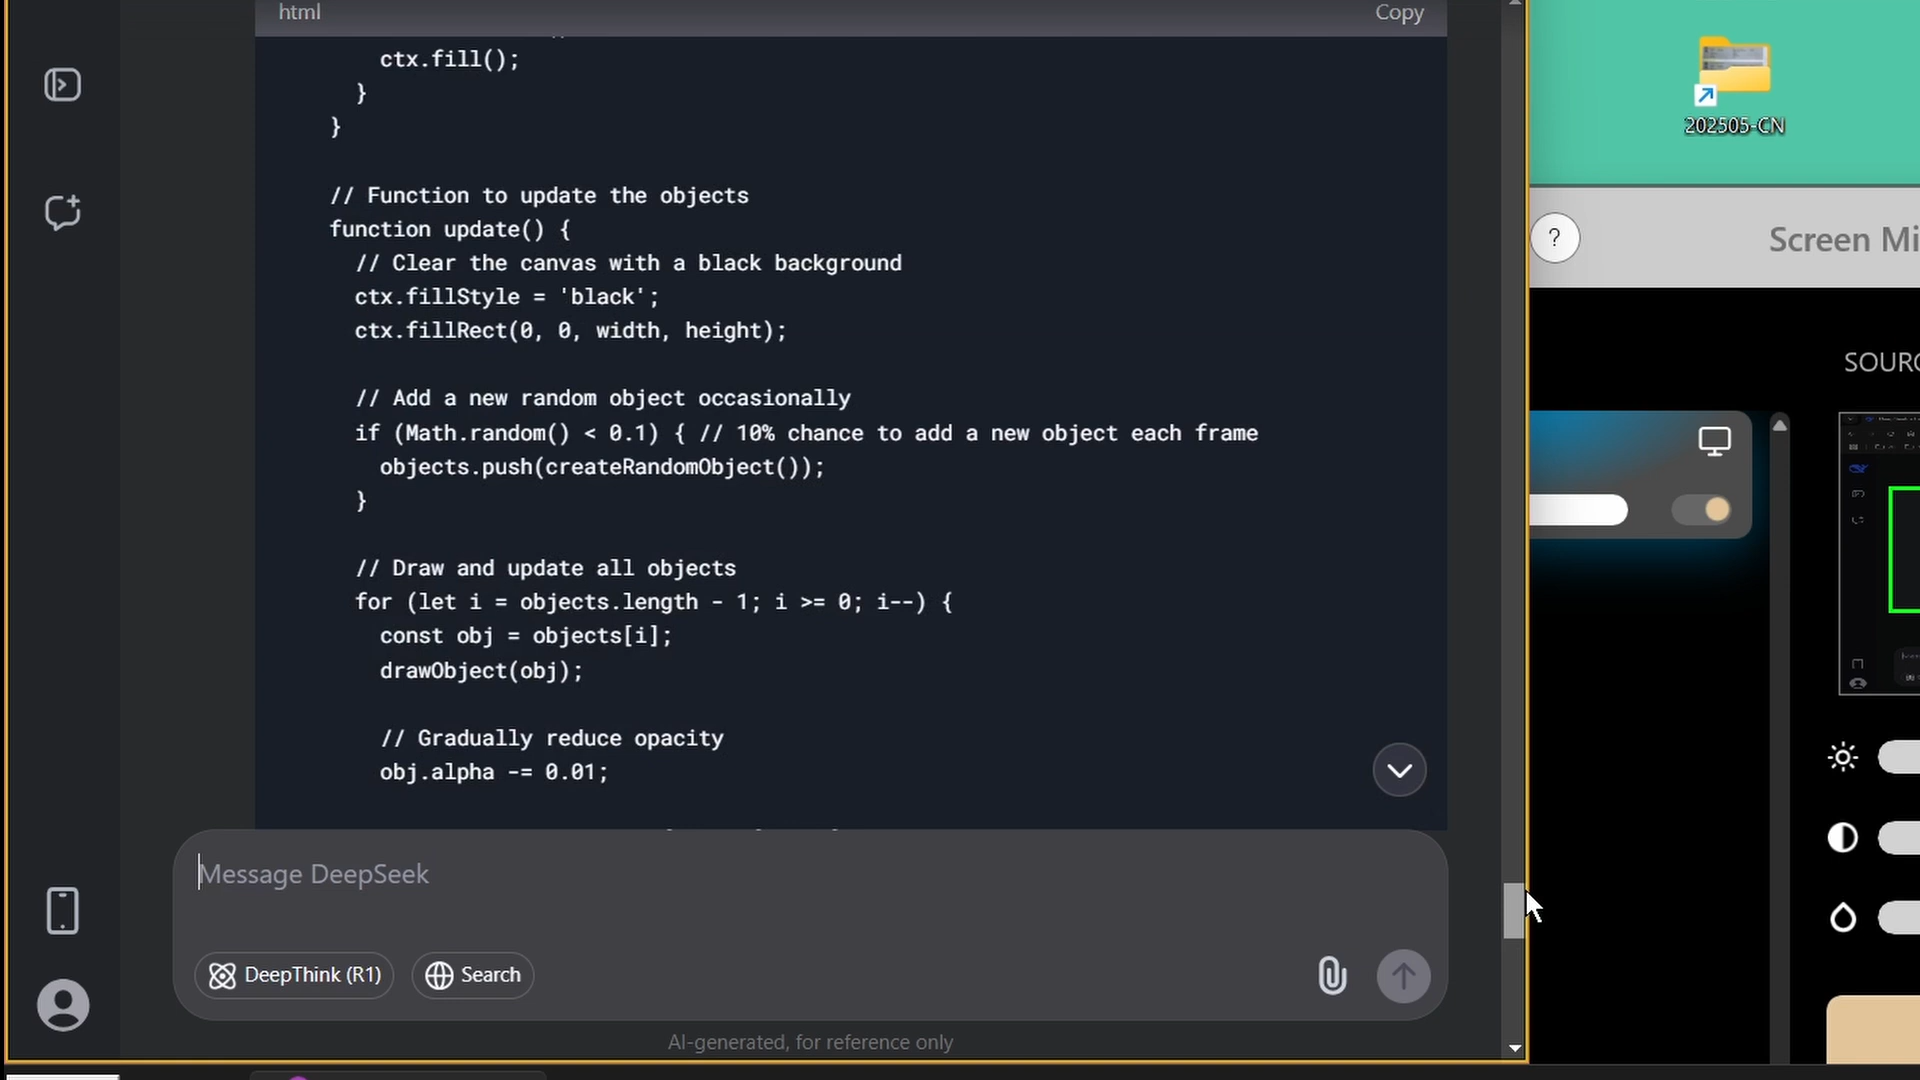 html
Copy
ctx.fill();
}
}
// Function to update the objects
function update() {
// Clear the canvas with a black background
ctx.fillStyle = 'black';
ctx.fillRect(0, 0, width, height);
// Add a new random object occasionally
if (Math.random() < 0.1) { // 10% chance to add a new object each frame
objects.push(createRandomObject());
}
// Draw and update all objects
for (let i = objects.length - 1; i >= 0; i--) {
const obj = objects[i];
drawObject(obj);
// Gradually reduce opacity
obj.alpha -= 0.01;
Message DeepSeek
DeepThink (R1)
Search
AI-generated, for reference only
202505-CN
?
Screen Mi
SOURC